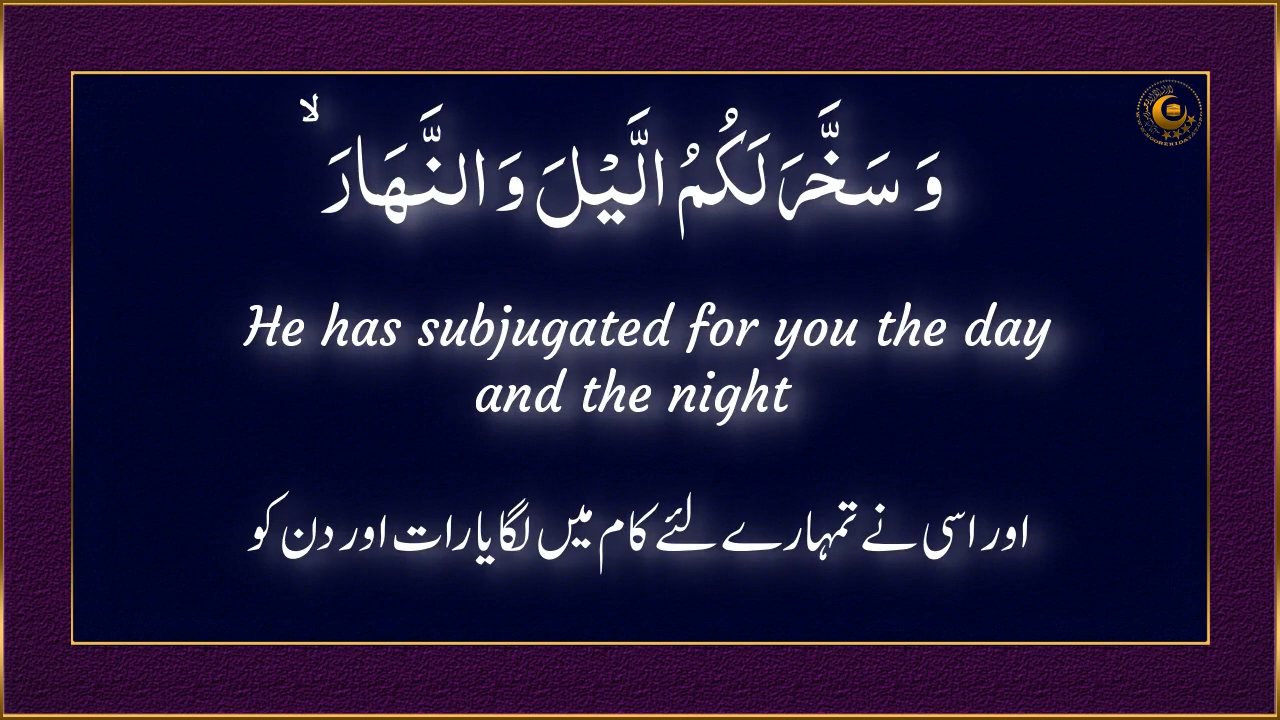 وَ سَخَّرَ لَكُمُ الَّیْلَ وَ النَّهَارَ ۙ
He has subjugated for you the day
and the night
اور اسی نے تمہارے لئے کام میں لگایا رات اور دن کو